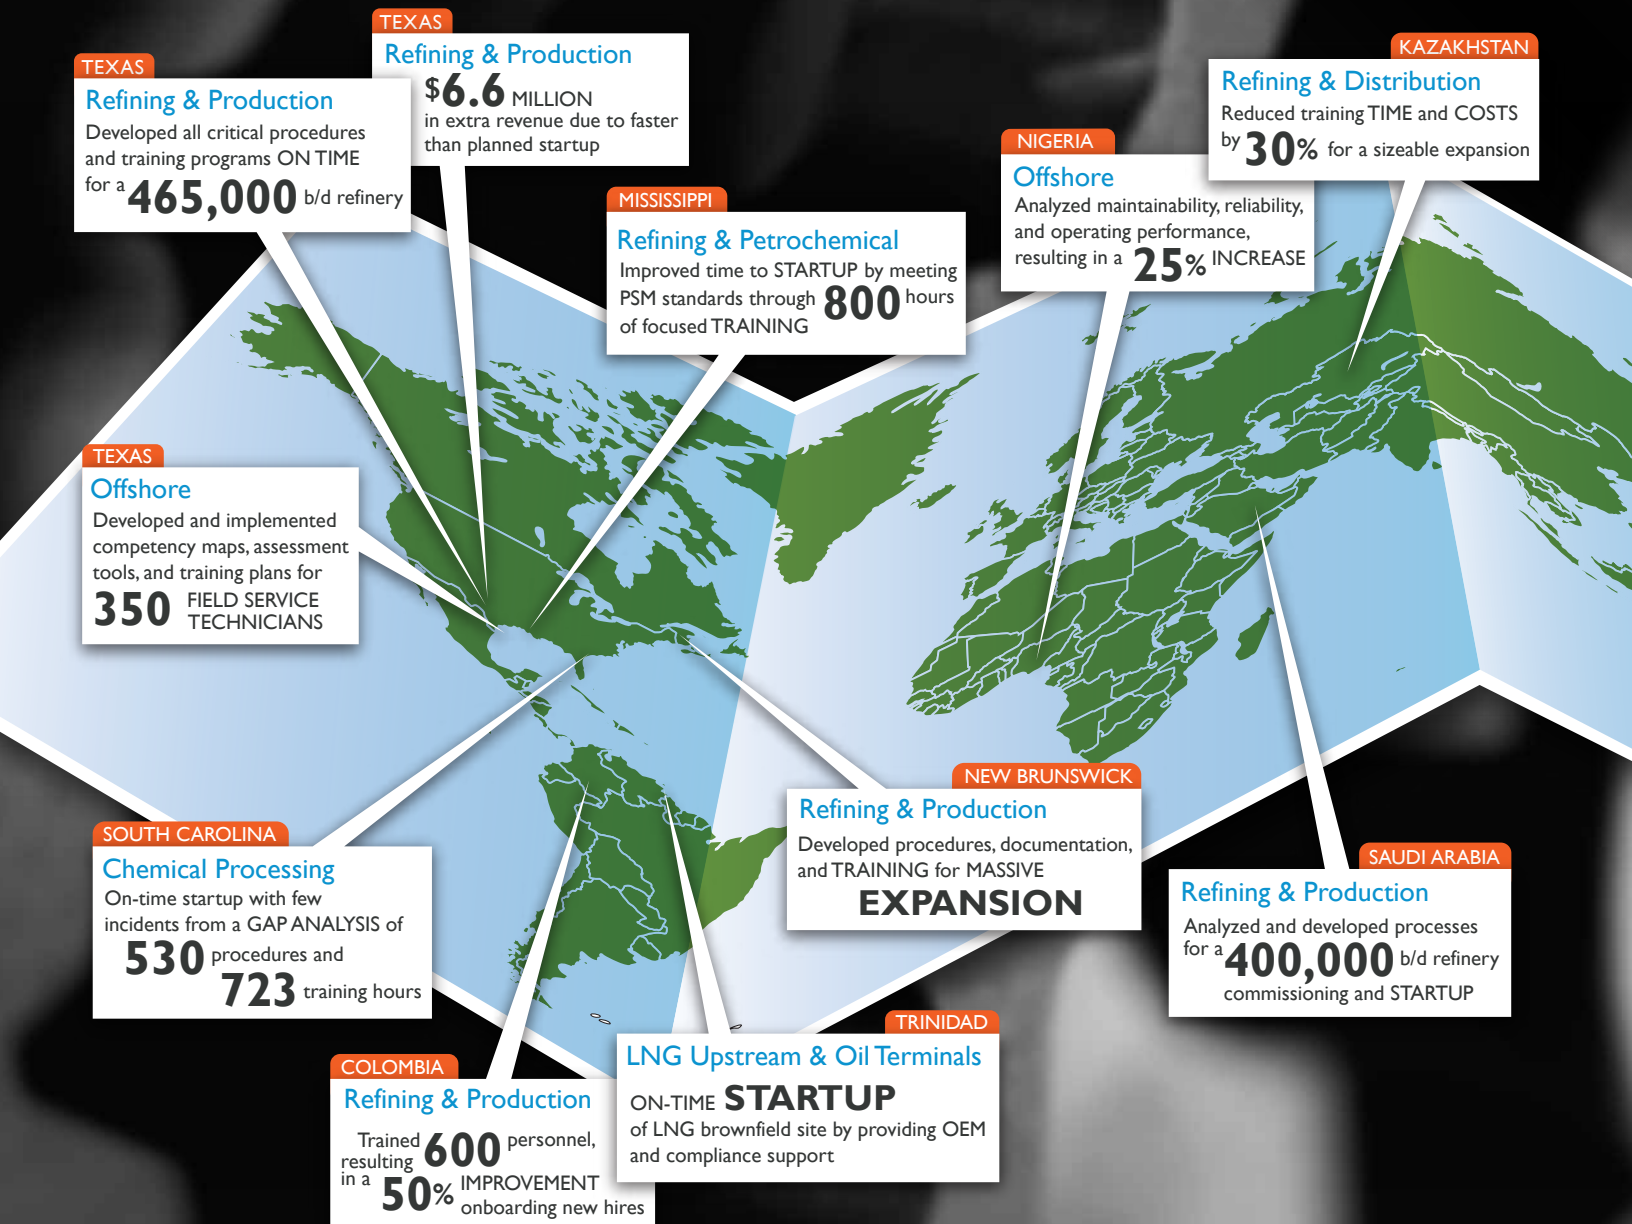 TEXAS
Refining & Production
$6.6 MILLION
in extra revenue due to faster
than planned startup
TEXAS
Refining & Production
Developed all critical procedures
and training programs ON TIME
for a 465,000 b/d refinery
KAZAKHSTAN
Refining & Distribution
Reduced training TIME and COSTS
by 30% for a sizeable expansion
NIGERIA
Offshore
Analyzed maintainability, reliability,
and operating performance,
resulting in a 25% INCREASE
MISSISSIPPI
Refining & Petrochemical
Improved time to STARTUP by meeting
PSM standards through 800 hours
of focused TRAINING
TEXAS
Offshore
Developed and implemented
competency maps, assessment
tools, and training plans for
350 FIELD SERVICE
TECHNICIANS
NEW BRUNSWICK
Refining & Production
Developed procedures, documentation,
and TRAINING for MASSIVE
EXPANSION
SOUTH CAROLINA
Chemical Processing
On-time startup with few
incidents from a GAP ANALYSIS of
530 procedures and
723 training hours
SAUDI ARABIA
Refining & Production
Analyzed and developed processes
for a 400,000 b/d refinery
commissioning and STARTUP
TRINIDAD
LNG Upstream & Oil Terminals
ON-TIME STARTUP
of LNG brownfield site by providing OEM
and compliance support
COLOMBIA
Refining & Production
Trained 600 personnel,
resulting
in a 50% IMPROVEMENT
onboarding new hires